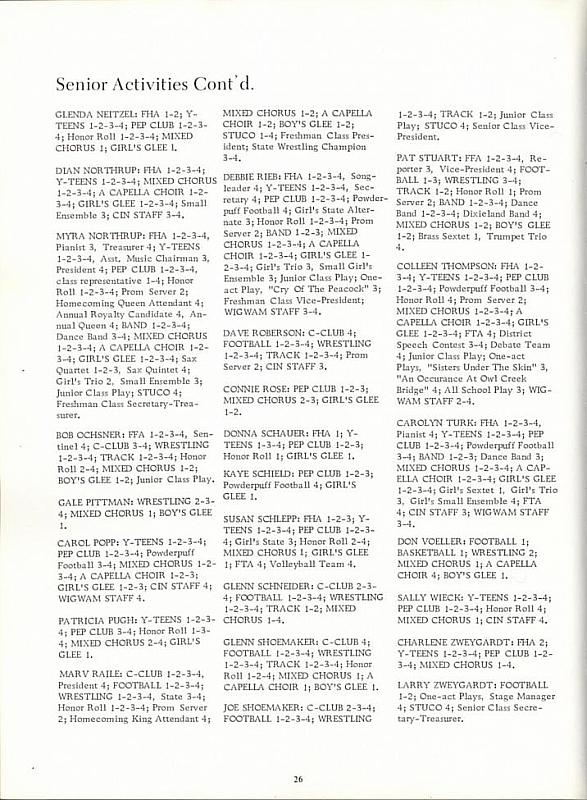 Senior Activities Cont'd.
GLENDA NEITZEL: FHA 1-2; Y-
TEENS 1-2-3-4; PEP CLUB 1-2-3-
4; Honor Roll 1-2-3-4; MIXED
CHORUS 1; GIRL'S GLEE 1.
DIAN NORTHRUP: FHA 1-2-3-4;
Y-TEENS 1-2-3-4; MIXED CHORUS
1-2-3-4; A CAPELLA CHOIR 1-2-
3-4; GIRL'S GLEE 1-2-3-4; Small
Ensemble 3; CIN STAFF 3-4.
MYRA NORTHRUP: FHA 1-2-3-4,
Pianist 3, Treasurer 4; Y-TEENS
1-2-3-4, Asst. Music Chairman 3,
President 4; PEP CLUB 1-2-3-4,
class representative 1-4; Honor
Roll 1-2-3-4; Prom Server 2;
Homecoming Queen Attendant 4;
Annual Royalty Candidate 4, An-
nual Queen 4; BAND 1-2-3-4;
Dance Band 3-4; MIXED CHORUS
1-2-3-4; A CAPELLA CHOIR 1-2-
3-4; GIRL'S GLEE 1-2-3-4; Sax
Quartet 1-2-3, Sax Quintet 4;
Girl's Trio 2, Small Ensemble 3;
Junior Class Play; STUCO 4;
Freshman Class Secretary-Trea-
surer.
BOB OCHSNER: FFA 1-2-3-4, Sen-
tinel 4; C-CLUB 3-4; WRESTLING
1-2-3-4; TRACK 1-2-3-4; Honor
Roll 2-4; MIXED CHORUS 1-2;
BOY'S GLEE 1-2; Junior Class Play.
GALE PITTMAN: WRESTLING 2-3-
4; MIXED CHORUS 1; BOY'S GLEE
1.
CAROL POPP: Y-TEENS 1-2-3-4;
PEP CLUB 1-2-3-4; Powderpuff
Football 3-4; MIXED CHORUS 1-2-
3-4; A CAPELLA CHOIR 1-2-3;
GIRL'S GLEE 1-2-3; CIN STAFF 4;
WIGWAM STAFF 4.
PATRICIA PUGH: Y-TEENS 1-2-3-
4; PEP CLUB 3-4; Honor Roll 1-3-
4; MIXED CHORUS 2-4; GIRL'S
GLEE 1.
MARV RAILE: C-CLUB 1-2-3-4,
President 4; FOOTBALL 1-2-3-4;
WRESTLING 1-2-3-4, State 3-4;
Honor Roll 1-2-3-4; Prom Server
2; Homecoming King Attendant 4;
MIXED CHORUS 1-2; A CAPELLA
CHOIR 1-2; BOY'S GLEE 1-2;
STUCO 1-4; Freshman Class Pres-
ident; State Wrestling Champion
3-4.
DEBBIE RIEB: FHA 1-2-3-4, Song-
leader 4; Y-TEENS 1-2-3-4, Sec-
retary 4; PEP CLUB 1-2-3-4; Powder-
puff Football 4; Girl's State Alter-
nate 3; Honor Roll 1-2-3-4; Prom
Server 2; BAND 1-2-3; MIXED
CHORUS 1-2-3-4; A CAPELLA
CHOIR 1-2-3-4; GIRL'S GLEE 1-
2-3-4; Girl's Trio 3, Small Girl's
Ensemble 3; Junior Class Play; One-
act Play, "Cry Of The Peacock" 3;
Freshman Class Vice-President;
WIGWAM STAFF 3-4.
DAVE ROBERSON: C-CLUB 4;
FOOTBALL 1-2-3-4; WRESTLING
1-2-3-4; TRACK 1-2-3-4; Prom
Server 2; CIN STAFF 3.
CONNIE ROSE: PEP CLUB 1-2-3;
MIXED CHORUS 2-3; GIRL'S GLEE
1-2.
DONNA SCHAUER: FHA 1; Y-
TEENS 1-3-4; PEP CLUB 1-2-3;
Honor Roll 1; GIRL'S GLEE 1.
KAYE SCHIELD: PEP CLUB 1-2-3;
Powderpuff Football 4; GIRL'S
GLEE 1.
SUSAN SCHLEPP: FHA 1-2-3; Y-
TEENS 1-2-3-4; PEP CLUB 1-2-3-
4; Girl's State 3; Honor Roll 2-4;
MIXED CHORUS 1; GIRL'S GLEE
1; FTA 4; Volleyball Team 4.
GLENN SCHNEIDER: C-CLUB 2-3-
4; FOOTBALL 1-2-3-4; WRESTLING
1-2-3-4; TRACK 1-2; MIXED
CHORUS 1-4.
GLENN SHOEMAKER: C-CLUB 4;
FOOTBALL 1-2-3-4; WRESTLING
1-2-3-4; TRACK 1-2-3-4; Honor
Roll 1-2-4; MIXED CHORUS 1; A
CAPELLA CHOIR 1; BOY'S GLEE 1.
JOE SHOEMAKER: C-CLUB 2-3-4;
FOOTBALL 1-2-3-4; WRESTLING
1-2-3-4; TRACK 1-2; Junior Class
Play; STUCO 4; Senior Class Vice-
President.
PAT STUART: FFA 1-2-3-4, Re-
porter 3, Vice-President 4; FOOT-
BALL 1-3; WRESTLING 3-4;
TRACK 1-2; Honor Roll 1; Prom
Server 2; BAND 1-2-3-4; Dance
Band 1-2-3-4; Dixieland Band 4;
MIXED CHORUS 1-2; BOY'S GLEE
1-2; Brass Sextet 1, Trumpet Trio
4.
COLLEEN THOMPSON: FHA 1-2-
3-4; Y-TEENS 1-2-3-4; PEP CLUB
1-2-3-4; Powderpuff Football 3-4;
Honor Roll 4; Prom Server 2;
MIXED CHORUS 1-2-3-4; A
CAPELLA CHOIR 1-2-3-4; GIRL'S
GLEE 1-2-3-4; FTA 4; District
Speech Contest 3-4; Debate Team
4; Junior Class Play; One-act
Plays, "Sisters Under The Skin" 3,
"An Occurance At Owl Creek
Bridge" 4; All School Play 3; WIG-
WAM STAFF 2-4.
CAROLYN TURK: FHA 1-2-3-4,
Pianist 4; Y-TEENS 1-2-3-4; PEP
CLUB 1-2-3-4; Powderpuff Football
3-4; BAND 1-2-3; Dance Band 3;
MIXED CHORUS 1-2-3-4; A CAP-
ELLA CHOIR 1-2-3-4; GIRL'S GLEE
1-2-3-4; Girl's Sextet 1, Girl's Trio
3, Girl's Small Ensemble 4; FTA
4; CIN STAFF 3; WIGWAM STAFF
3-4.
DON VOELLER: FOOTBALL 1;
BASKETBALL 1; WRESTLING 2;
MIXED CHORUS 1; A CAPELLA
CHOIR 4; BOY'S GLEE 1.
SALLY WIECK: Y-TEENS 1-2-3-4;
PEP CLUB 1-2-3-4; Honor Roll 4;
MIXED CHORUS 1; CIN STAFF 4.
CHARLENE ZWEYGARDT: FHA 2;
Y-TEENS 1-2-3-4; PEP CLUB 1-2-
3-4; MIXED CHORUS 1-4.
LARRY ZWEYGARDT: FOOTBALL
1-2; One-act Plays, Stage Manager
4; STUCO 4; Senior Class Secre-
tary-Treasurer.
26